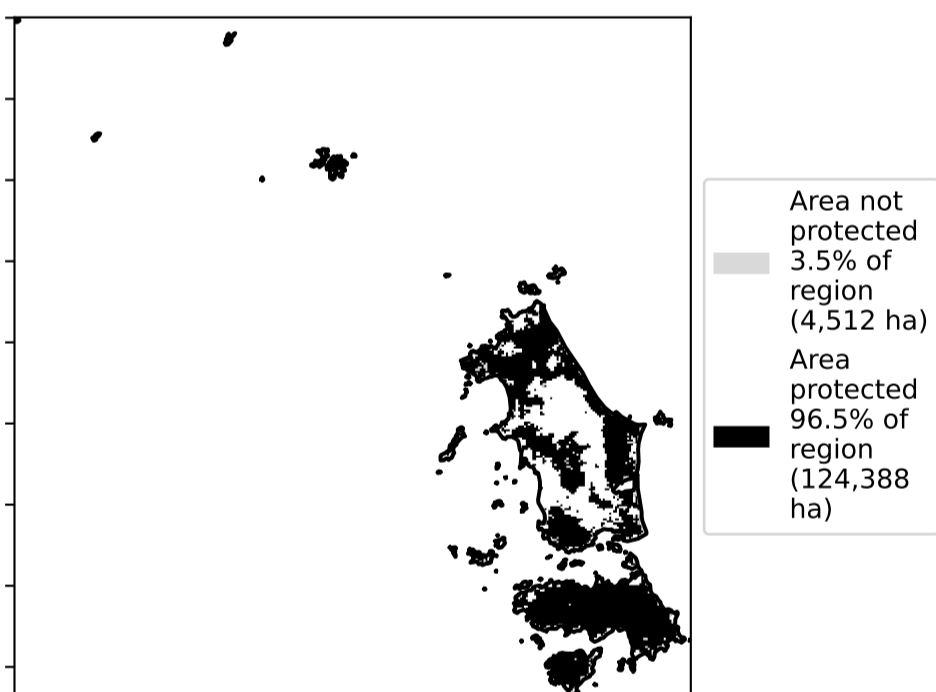 Area not
protected
3.5% of
region
(4,512 ha)
Area
protected
96.5% of
region
(124,388
ha)